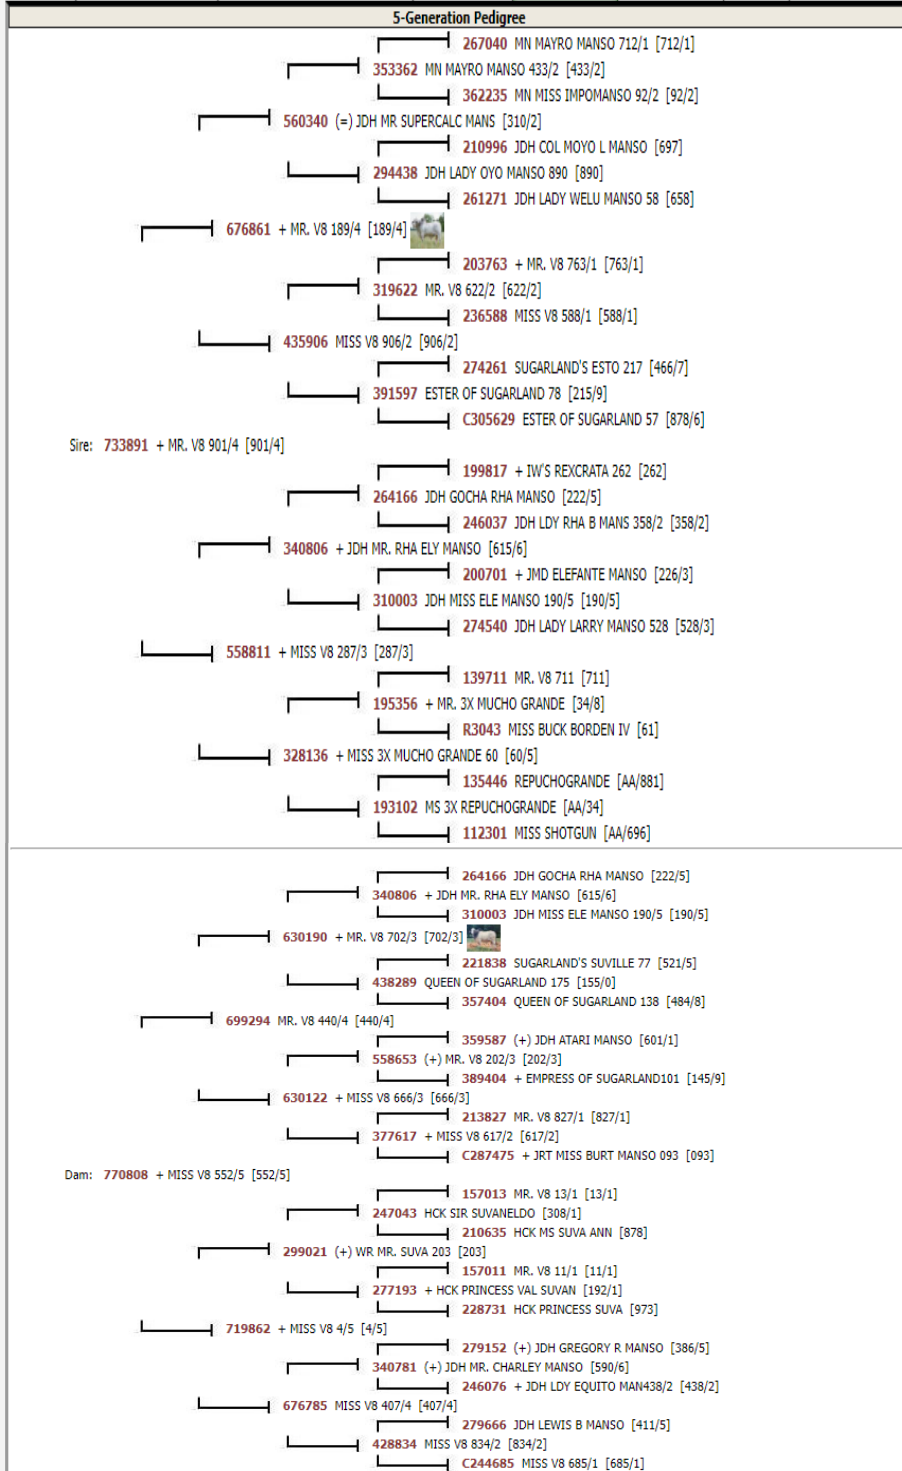 5-Generation Pedigree
267040 MN MAYRO MANSO 712/1 [712/1]
353362 MN MAYRO MANSO 433/2 [433/2]
362235 MN MISS IMPOMANSO 92/2 [92/2]
560340 (=) JDH MR SUPERCALC MANS [310/2]
210996 JDH COL MOYO L MANSO [697]
294438 JDH LADY OYO MANSO 890 [890]
261271 JDH LADY WELU MANSO 58 [658]
676861 + MR. V8 189/4 [189/4]
203763 + MR. V8 763/1 [763/1]
319622 MR. V8 622/2 [622/2]
236588 MISS V8 588/1 [588/1]
435906 MISS V8 906/2 [906/2]
274261 SUGARLAND'S ESTO 217 [466/7]
391597 ESTER OF SUGARLAND 78 [215/9]
C305629 ESTER OF SUGARLAND 57 [878/6]
Sire: 733891 + MR. V8 901/4 [901/4]
199817 + IW'S REXCRATA 262 [262]
264166 JDH GOCHA RHA MANSO [222/5]
246037 JDH LDY RHA B MANS 358/2 [358/2]
340806 + JDH MR. RHA ELY MANSO [615/6]
200701 + JMD ELEFANTE MANSO [226/3]
310003 JDH MISS ELE MANSO 190/5 [190/5]
274540 JDH LADY LARRY MANSO 528 [528/3]
558811 + MISS V8 287/3 [287/3]
139711 MR. V8 711 [711]
195356 + MR. 3X MUCHO GRANDE [34/8]
R3043 MISS BUCK BORDEN IV [61]
328136 + MISS 3X MUCHO GRANDE 60 [60/5]
135446 REPUCHOGRANDE [AA/881]
193102 MS 3X REPUCHOGRANDE [AA/34]
112301 MISS SHOTGUN [AA/696]
264166 JDH GOCHA RHA MANSO [222/5]
340806 + JDH MR. RHA ELY MANSO [615/6]
310003 JDH MISS ELE MANSO 190/5 [190/5]
630190 + MR. V8 702/3 [702/3]
221838 SUGARLAND'S SUVILLE 77 [521/5]
438289 QUEEN OF SUGARLAND 175 [155/0]
357404 QUEEN OF SUGARLAND 138 [484/8]
699294 MR. V8 440/4 [440/4]
359587 (+) JDH ATARI MANSO [601/1]
558653 (+) MR. V8 202/3 [202/3]
389404 + EMPRESS OF SUGARLAND101 [145/9]
630122 + MISS V8 666/3 [666/3]
213827 MR. V8 827/1 [827/1]
377617 + MISS V8 617/2 [617/2]
C287475 + JRT MISS BURT MANSO 093 [093]
Dam: 770808 + MISS V8 552/5 [552/5]
157013 MR. V8 13/1 [13/1]
247043 HCK SIR SUVANELDO [308/1]
210635 HCK MS SUVA ANN [878]
299021 (+) WR MR. SUVA 203 [203]
157011 MR. V8 11/1 [11/1]
277193 + HCK PRINCESS VAL SUVAN [192/1]
228731 HCK PRINCESS SUVA [973]
719862 + MISS V8 4/5 [4/5]
279152 (+) JDH GREGORY R MANSO [386/5]
340781 (+) JDH MR. CHARLEY MANSO [590/6]
246076 + JDH LDY EQUITO MAN438/2 [438/2]
676785 MISS V8 407/4 [407/4]
279666 JDH LEWIS B MANSO [411/5]
428834 MISS V8 834/2 [834/2]
C244685 MISS V8 685/1 [685/1]